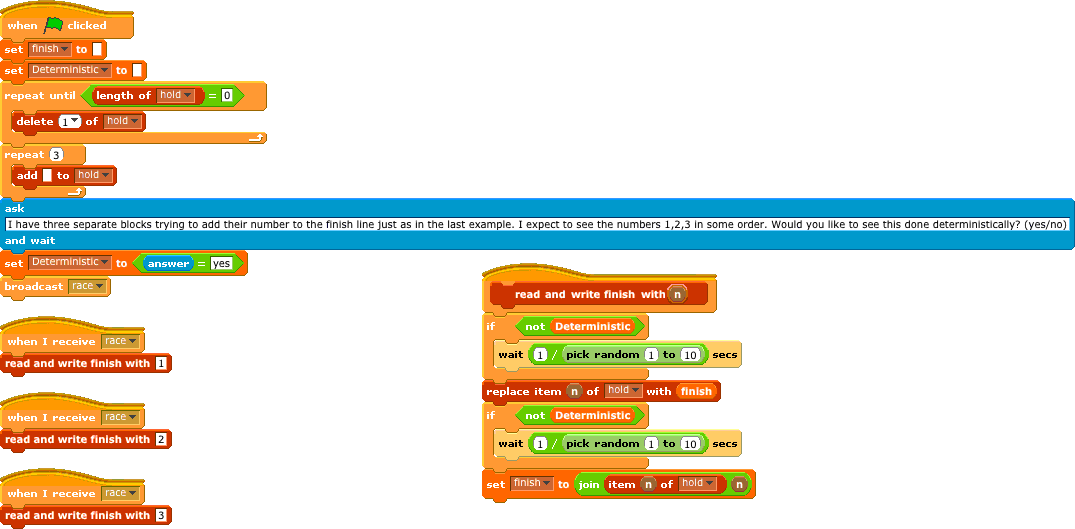 when clicked
set finish to
set Deterministic to
repeat until length of hold = 0
delete 1 of hold
repeat 3
add to hold
ask
I have three separate blocks trying to add their number to the finish line just as in the last example. I expect to see the numbers 1,2,3 in some order. Would you like to see this done deterministically? (yes/no)
and wait
set Deterministic to answer = yes
broadcast race
when I receive race
read and write finish with 1
when I receive race
read and write finish with 2
when I receive race
read and write finish with 3
read and write finish with n
if not Deterministic
wait 1 / pick random 1 to 10 secs
replace item n of hold with finish
if not Deterministic
wait 1 / pick random 1 to 10 secs
set finish to join item n of hold n